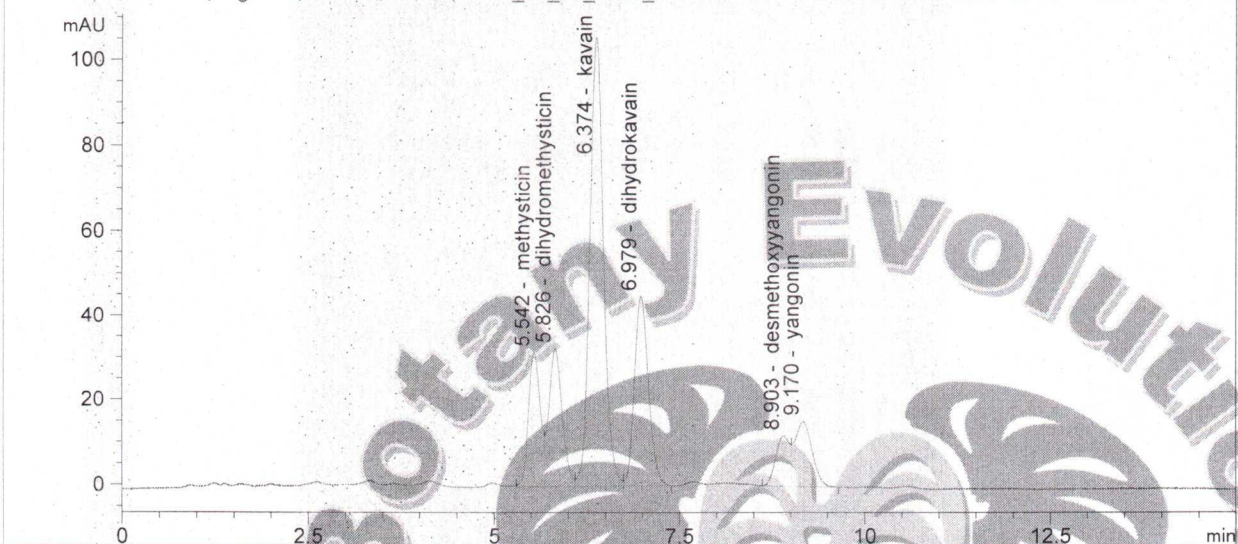 mAU
100
80
60
40
20
0
5.542 - methysticin
5.826 - dihydromethysticin
6.374 - kavain
6.979 - dihydrokavain
8.903 - desmethoxyyangonin
9.170 - yangonin
otany Evolutio
0 2.5 5 7.5 10 12.5 min